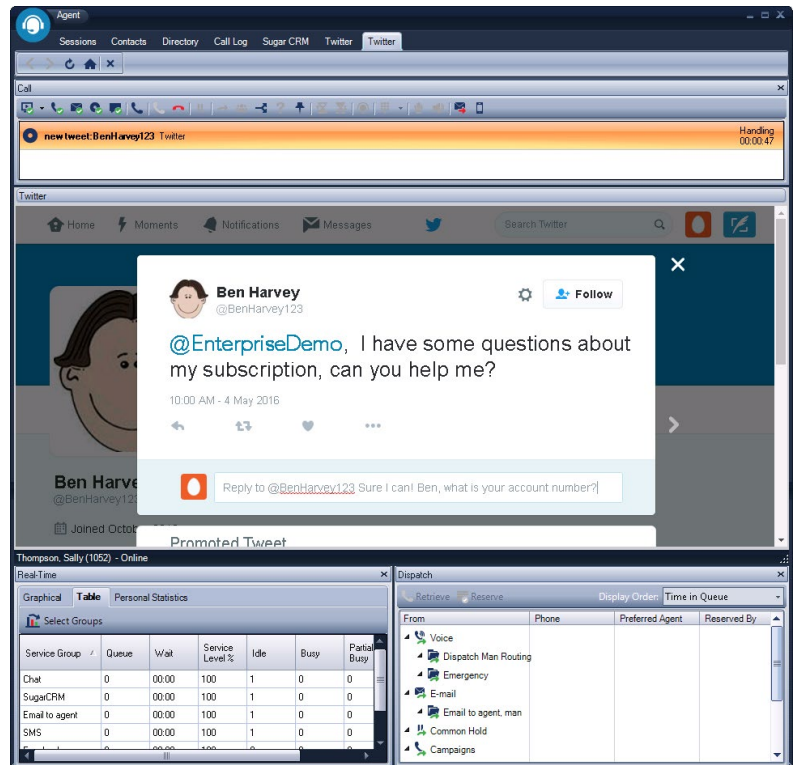 Agent
Sessions Contacts Directory Call Log Sugar CRM Twitter Twitter
Call
new tweet:BenHarvey123 Twitter
Handling
00:00:47
Twitter
Home Moments Notifications Messages Search Twitter
Ben Harvey
@BenHarvey123
Follow
@EnterpriseDemo, I have some questions about
my subscription, can you help me?
10:00 AM - 4 May 2016
Ben Harve
@BenHarvey123
Reply to @BenHarvey123 Sure I can! Ben, what is your account number?
Joined Octob
Promoted Tweet
Thompson, Sally (1052) - Online
Real-Time
Graphical Table Personal Statistics
Select Groups
Service Group Queue Wait Service Level % Idle Busy Partial Busy
Chat 0 00:00 100 1 0 0
SugarCRM 0 00:00 100 1 0 0
Email to agent 0 00:00 100 1 0 0
SMS 0 00:00 100 1 0 0
Dispatch
Retrieve Reserve Display Order: Time in Queue
From Phone Preferred Agent Reserved By
Voice
Dispatch Man Routing
Emergency
E-mail
Email to agent, man
Common Hold
Campaigns